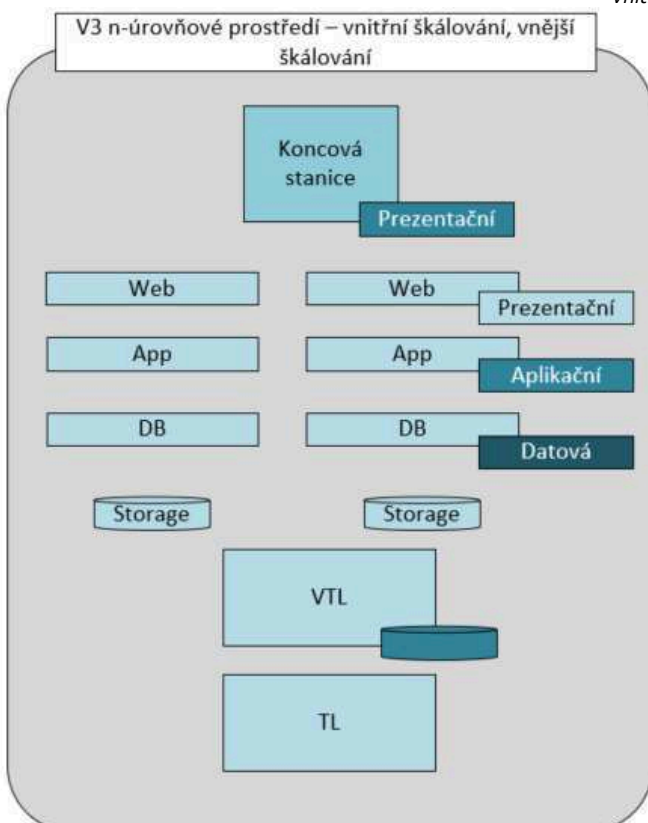 vnit
V3 n-úrovňové prostředí – vnitřní škálování, vnější
škálování
Koncová
stanice
Prezentační
Web
Web
Prezentační
App
App
Aplikační
DB
DB
Datová
Storage
Storage
VTL
TL